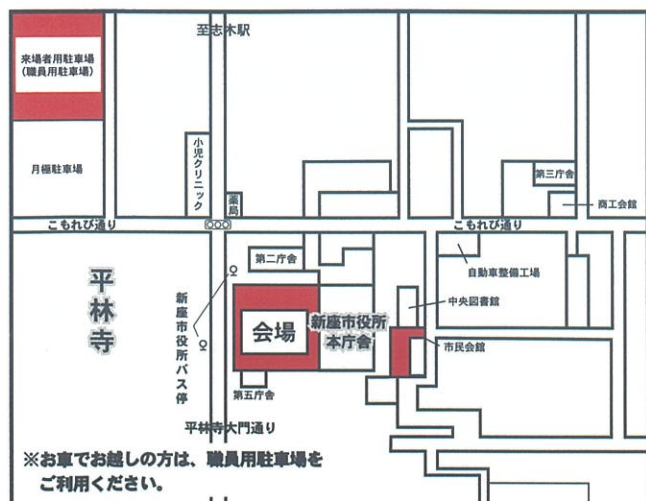 至志木駅
来場者用駐車場
(職員用駐車場)
月極駐車場
小児クリニック
薬局
第三庁舎
商工会館
こもれび通り
こもれび通り
平林寺
新座市役所バス停
第二庁舎
自動車整備工場
中央図書館
会場
新座市役所
本庁舎
市民会館
第五庁舎
平林寺大門通り
※お車でお越しの方は、職員用駐車場を
ご利用ください。